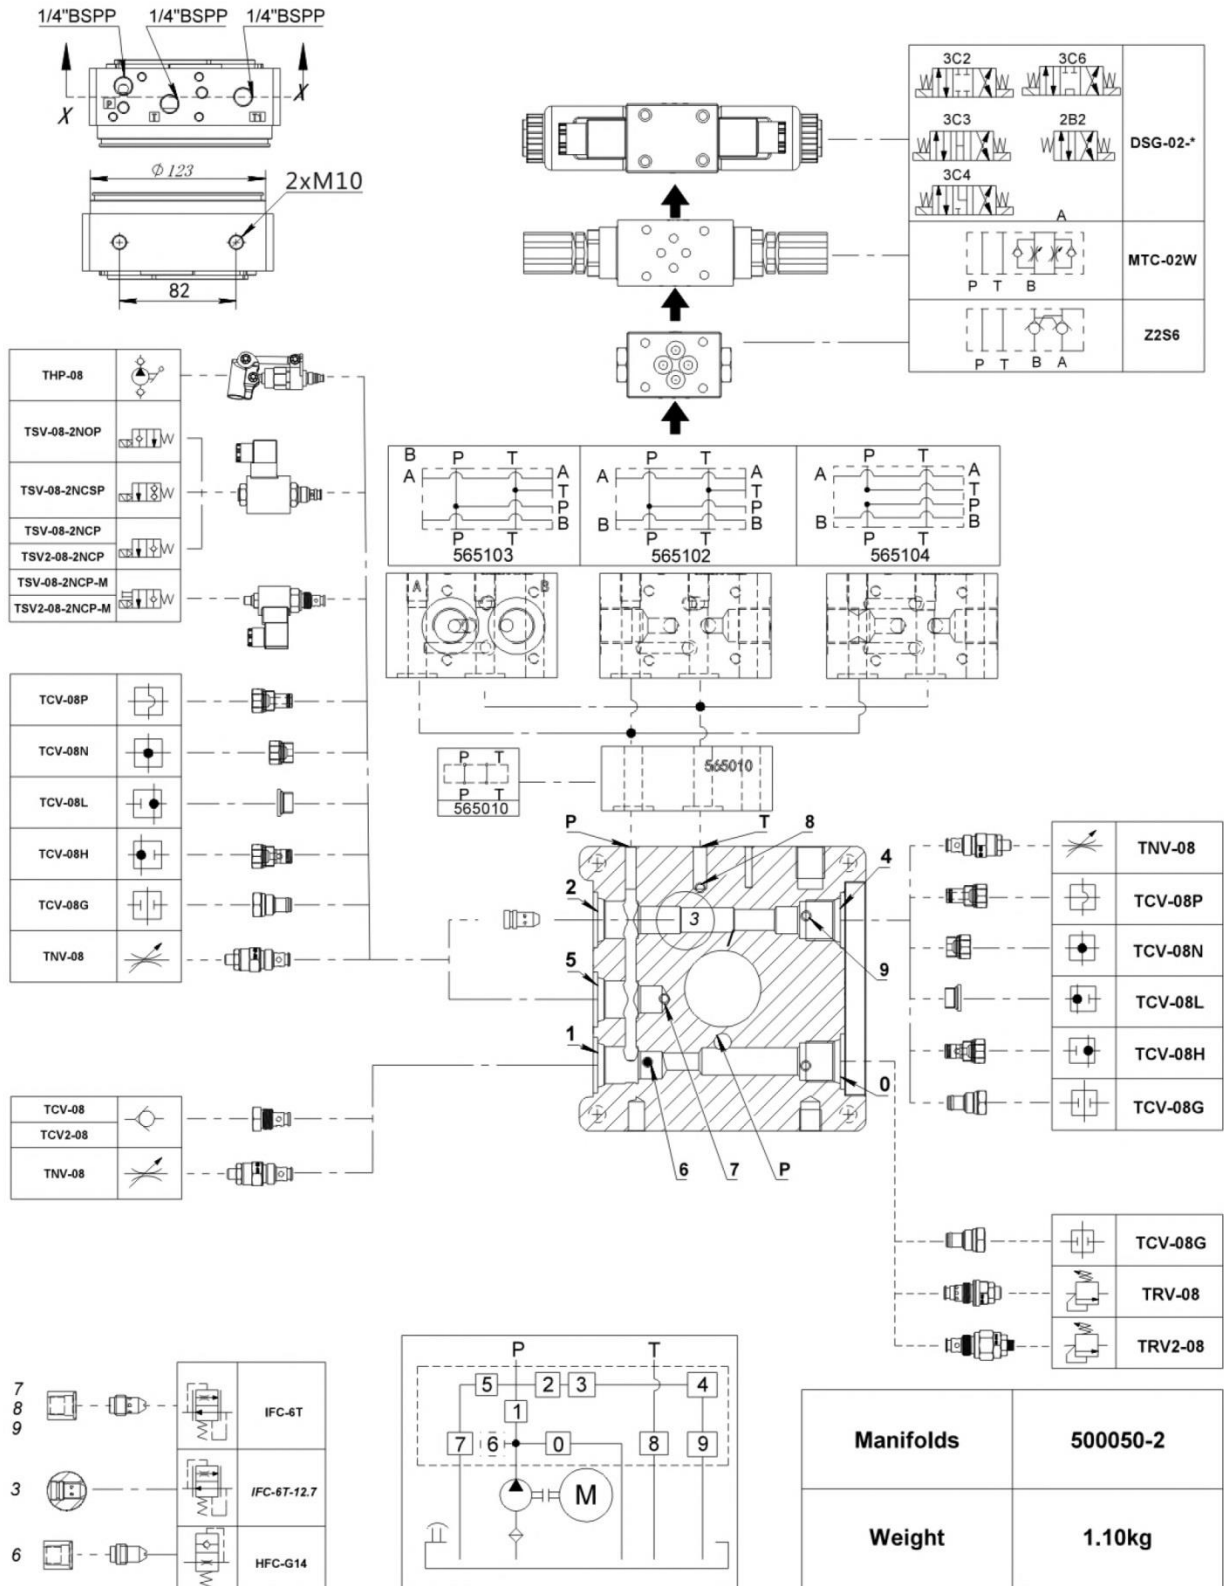 1/4"BSPP 1/4"BSPP 1/4"BSPP
X X
P T T1
Φ 123
2xM10
82
3C2 3C6
3C3 2B2
3C4
DSG-02-*
A
P T B
MTC-02W
P T B A
Z2S6
THP-08
TSV-08-2NOP
TSV-08-2NCSP
TSV-08-2NCP
TSV2-08-2NCP
TSV-08-2NCP-M
TSV2-08-2NCP-M
B P T
A A
T
P
B
P T
565103
P T
A A
T
P
B B
P T
565102
P T
A A
T
P
B B
P T
565104
A B
TCV-08P
TCV-08N
TCV-08L
TCV-08H
TCV-08G
TNV-08
P T
P T
565010
565010
P T 8
2 3 4
5 9
1 0
6 7 P
TNV-08
TCV-08P
TCV-08N
TCV-08L
TCV-08H
TCV-08G
TCV-08
TCV2-08
TNV-08
TCV-08G
TRV-08
TRV2-08
7
8
9
IFC-6T
3
IFC-6T-12.7
6
HFC-G14
P T
5 2 3 4
1
7 6 0 8 9
M
Manifolds 500050-2
Weight 1.10kg